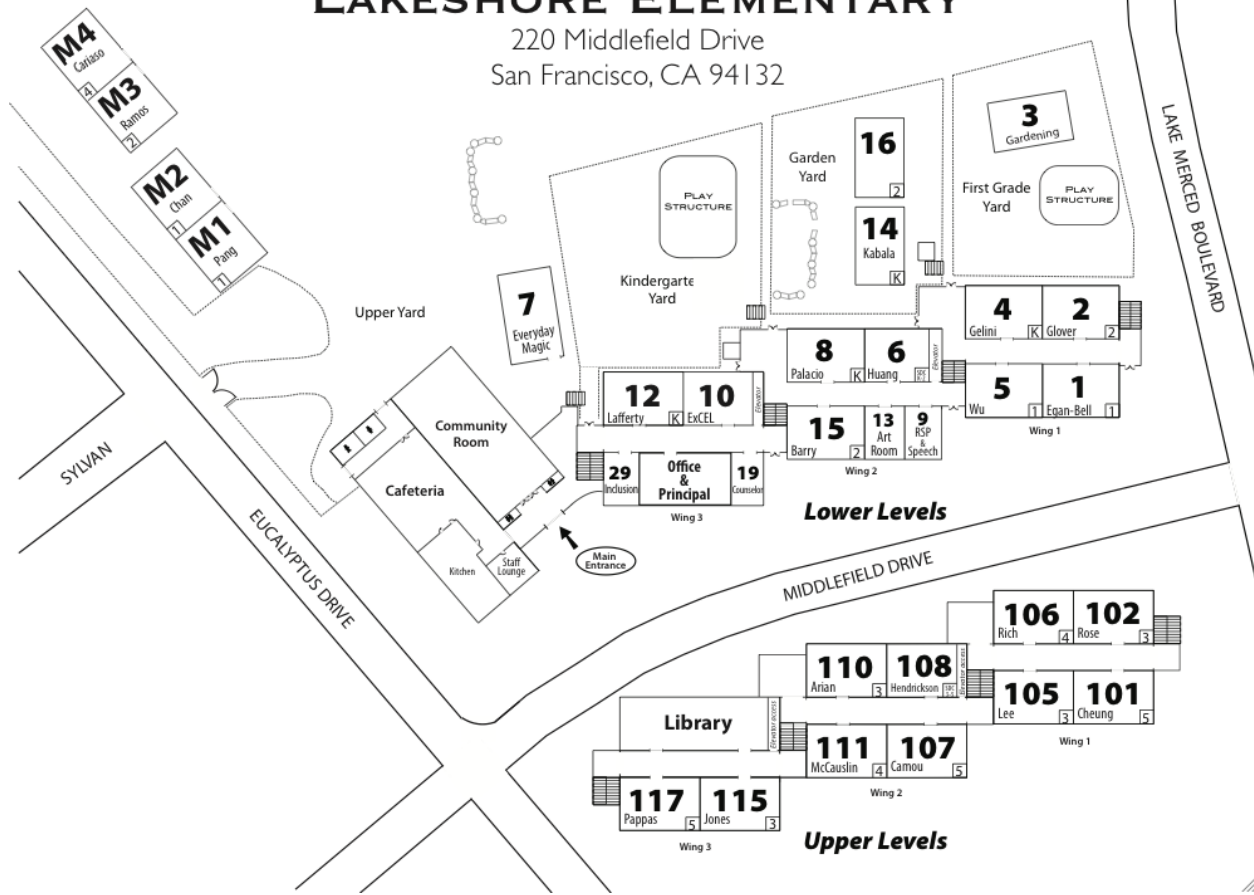 LAKESHORE ELEMENTARY
220 Middlefield Drive
San Francisco, CA 94132
M4
Cariaso
4
M3
Ramos
2
M2
Chan
1
M1
Pang
1
Upper Yard
7
Everyday
Magic
PLAY
STRUCTURE
Kindergarte
Yard
Garden
Yard
16
2
14
Kabala
K
3
Gardening
First Grade
Yard
PLAY
STRUCTURE
LAKE MERCED BOULEVARD
4
Gelini
K
2
Glover
2
5
Wu
1
1
Egan-Bell
1
Wing 1
8
Palacio
K
6
Huang
Elevator
15
Barry
2
13
Art
Room
9
RSP
&
Speech
Wing 2
12
Lafferty
K
10
ExCEL
Elevator
29
Inclusion
Office
&
Principal
19
Counselor
Wing 3
Community
Room
Cafeteria
Kitchen
Staff
Lounge
Main
Entrance
Lower Levels
SYLVAN
EUCALYPTUS DRIVE
MIDDLEFIELD DRIVE
106
Rich
4
102
Rose
3
105
Lee
3
101
Cheung
5
Wing 1
110
Arian
3
108
Hendrickson
Elevator access
111
McCauslin
4
107
Camou
5
Wing 2
Library
Elevator access
117
Pappas
5
115
Jones
3
Wing 3
Upper Levels